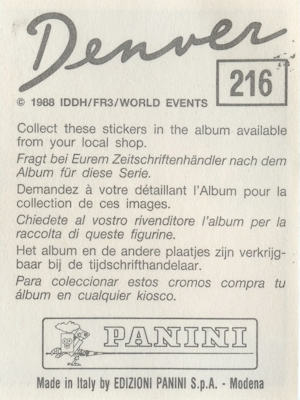 Denver
216
© 1988 IDDH/FR3/WORLD EVENTS
Collect these stickers in the album available
from your local shop.
Fragt bei Eurem Zeitschriftenhändler nach dem
Album für diese Serie.
Demandez à votre détaillant l'Album pour la
collection de ces images.
Chiedete al vostro rivenditore l'album per la
raccolta di queste figurine.
Het album en de andere plaatjes zijn verkrijg-
baar bij de tijdschrifthandelaar.
Para coleccionar estos cromos compra tu
álbum en cualquier kiosco.
PANINI
Made in Italy by EDIZIONI PANINI S.p.A. - Modena